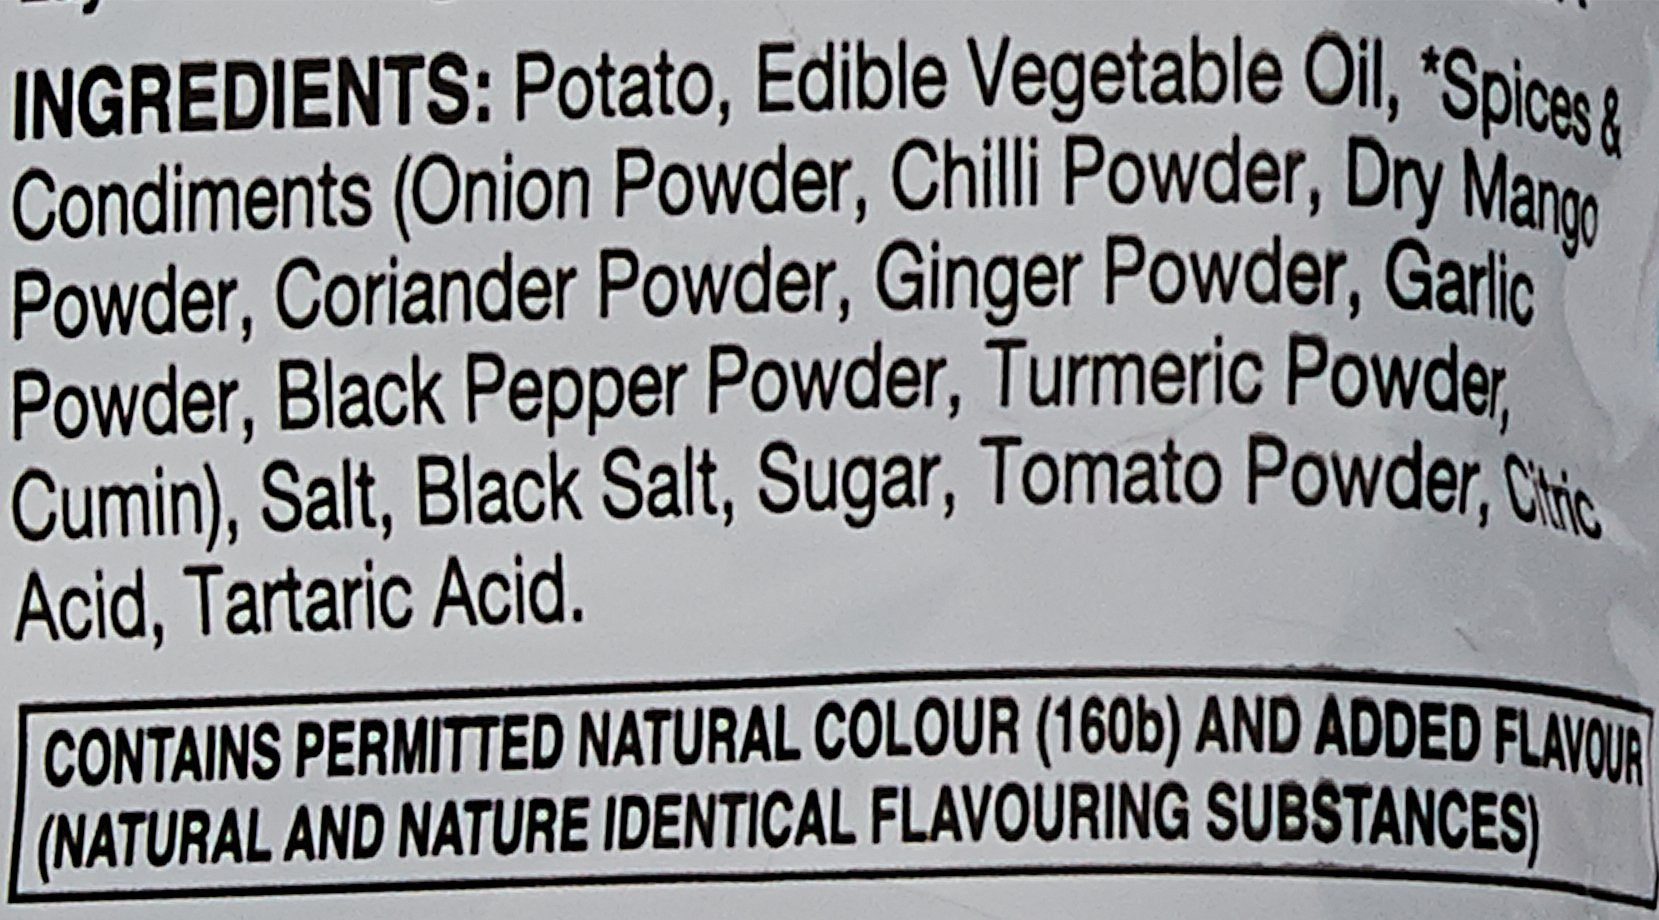 INGREDIENTS: Potato, Edible Vegetable Oil, *Spices &
Condiments (Onion Powder, Chilli Powder, Dry Mango
Powder, Coriander Powder, Ginger Powder, Garlic
Powder, Black Pepper Powder, Turmeric Powder,
Cumin), Salt, Black Salt, Sugar, Tomato Powder, Citric
Acid, Tartaric Acid.
CONTAINS PERMITTED NATURAL COLOUR (160b) AND ADDED FLAVOUR
(NATURAL AND NATURE IDENTICAL FLAVOURING SUBSTANCES)